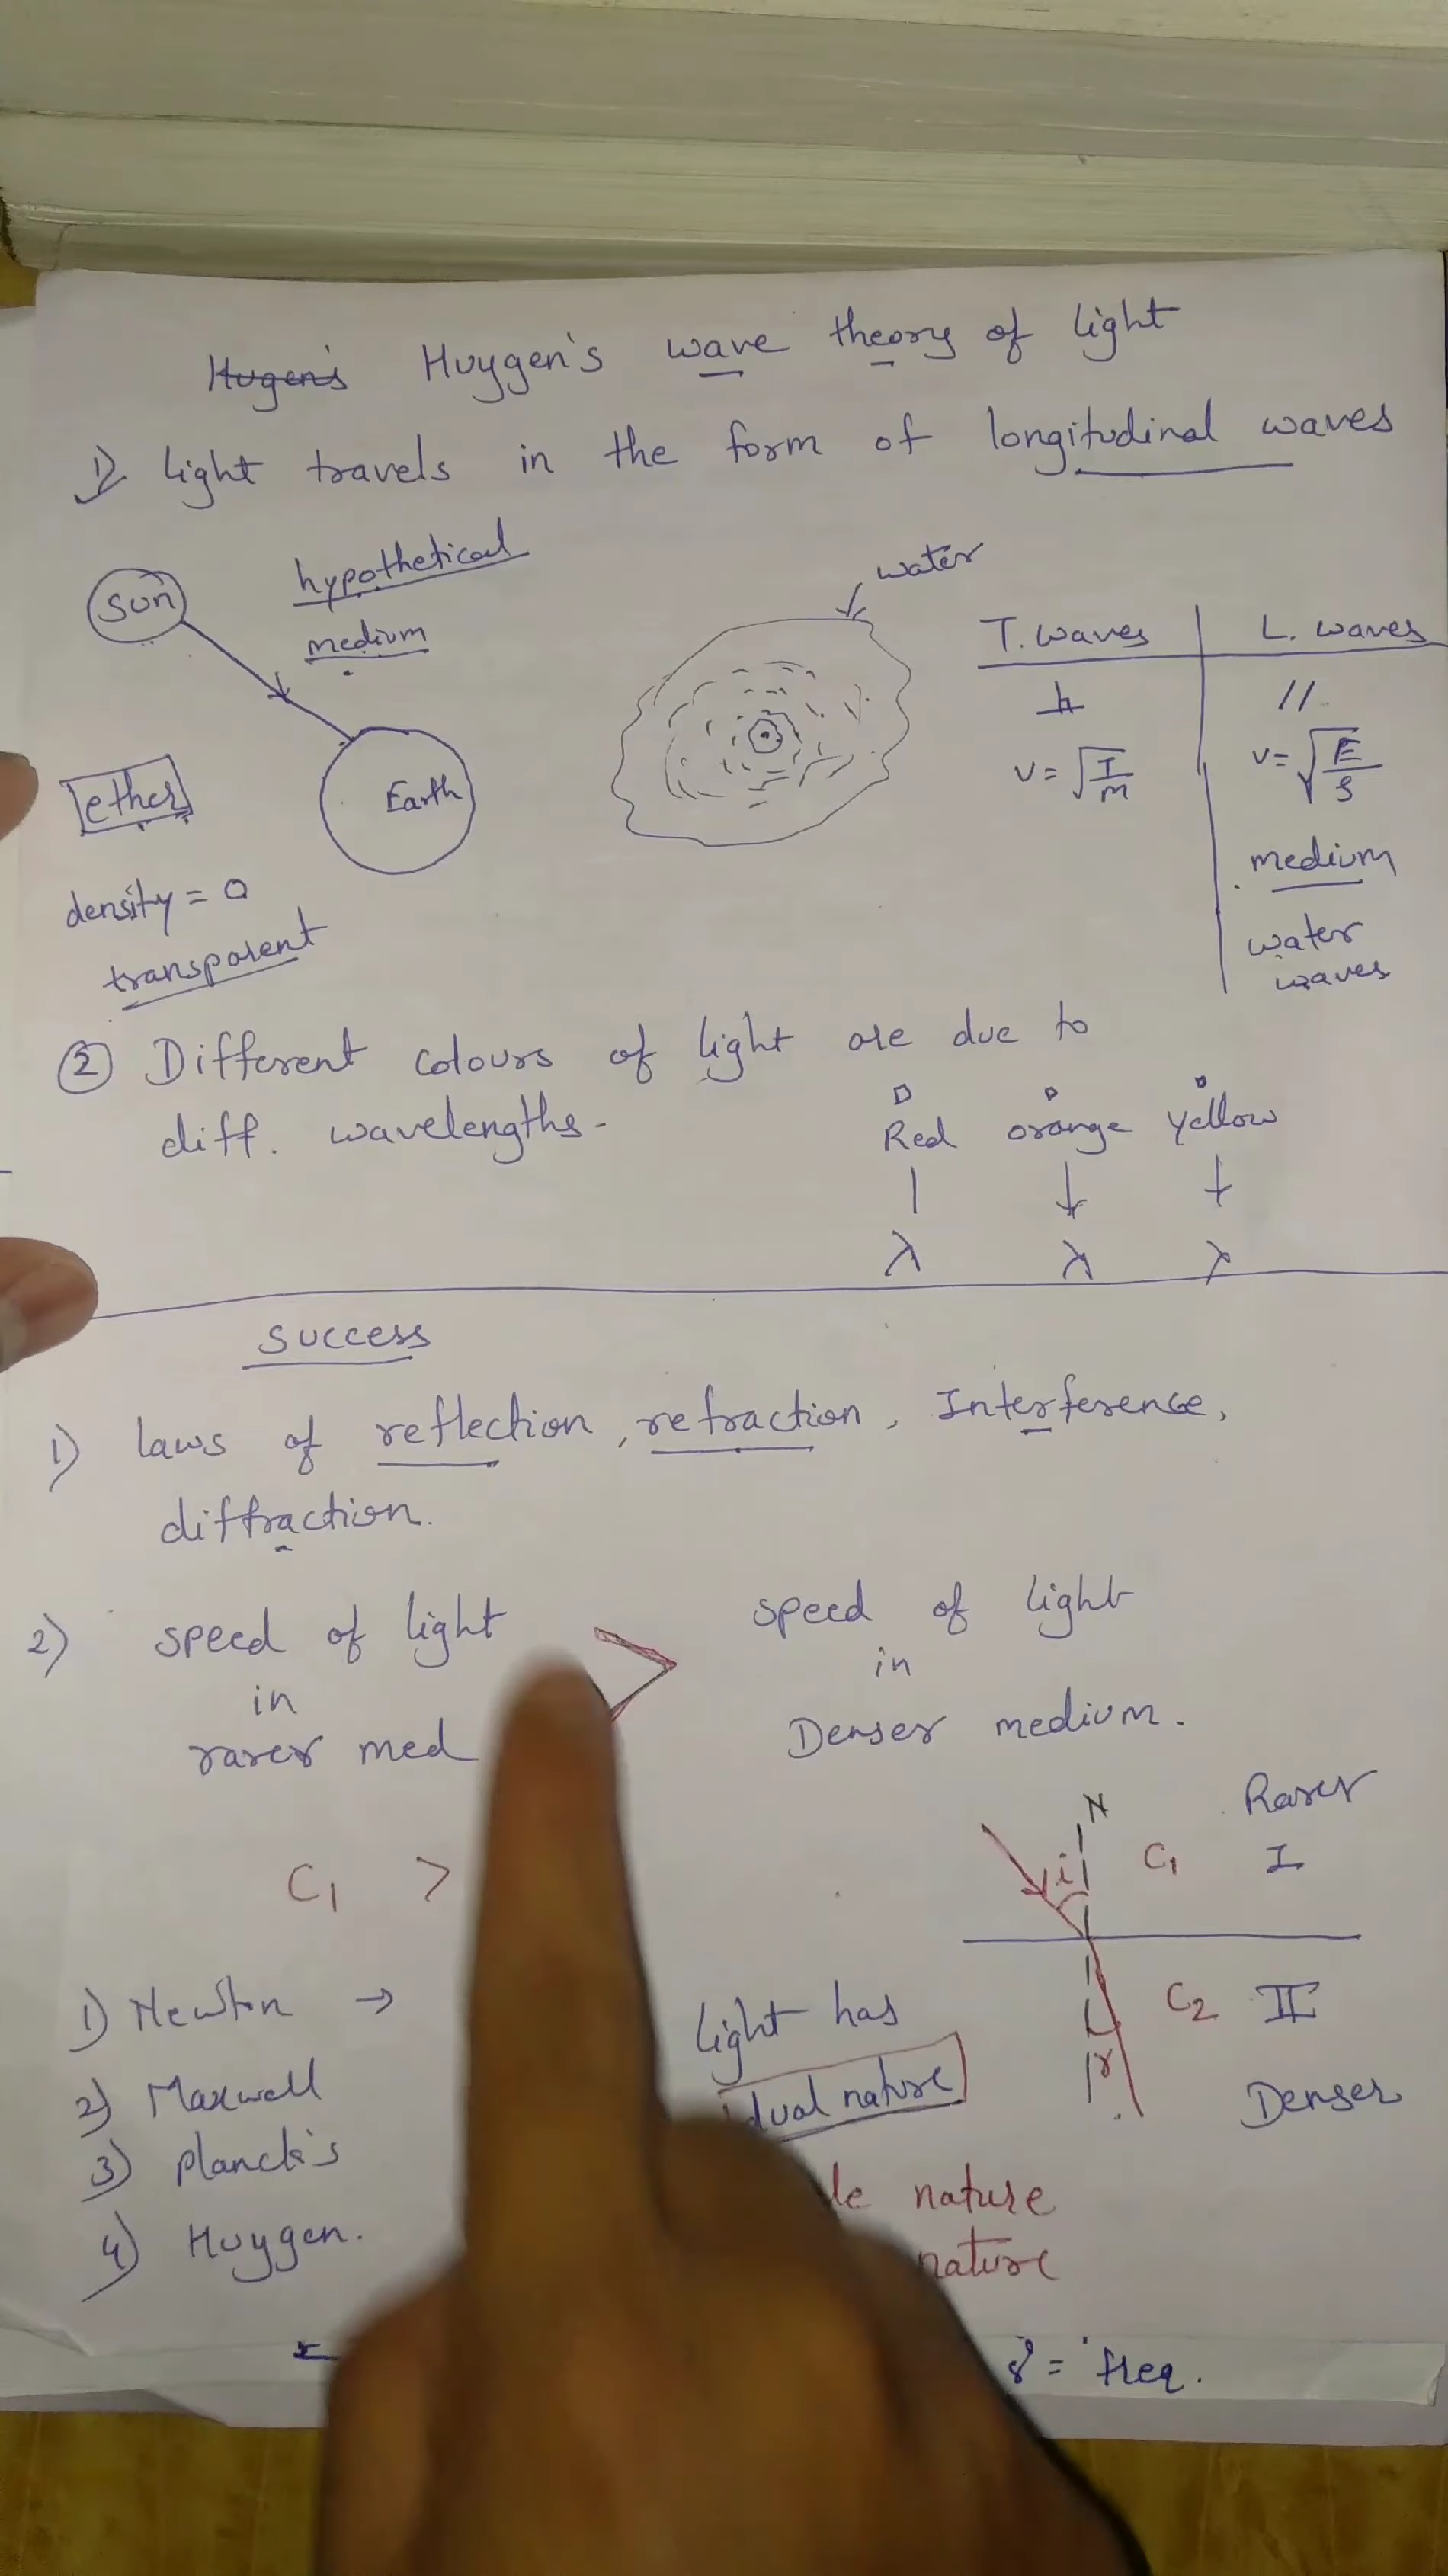 Hugen's Huygen's wave theory of light
1) light travels in the form of longitudinal waves
sun
hypothetical
medium
Earth
ether
density = 0
transparent
water
T. waves L. waves
//
v = √T/m v = √E/ρ
medium
water
waves
② Different colours of light are due to
diff. wavelengths.
Red orange yellow
λ λ λ
success
1) laws of reflection, refraction, Interference,
diffraction.
2) speed of light
in
rarer med
speed of light
in
Denser medium.
C1 >
N
i
C1
Rarer
I
C2 II
r
Denser
1) Newton →
2) Maxwell
3) planck's
4) Huygen.
light has
dual nature
nature
nature
= freq.